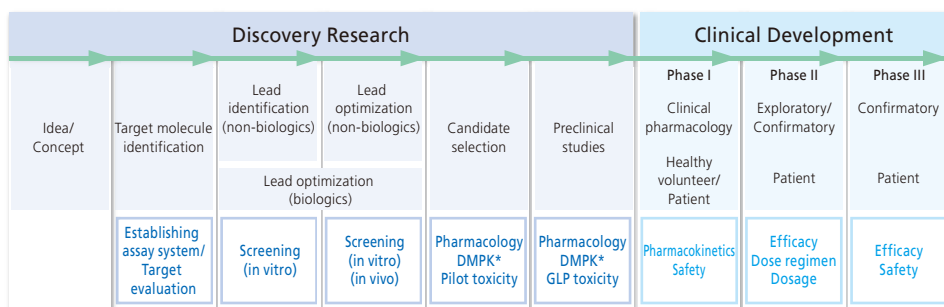 Discovery Research
Clinical Development
Idea/
Concept
Target molecule
identification
Lead
identification
(non-biologics)
Lead
optimization
(non-biologics)
Lead optimization
(biologics)
Candidate
selection
Preclinical
studies
Phase I
Clinical
pharmacology
Healthy
volunteer/
Patient
Phase II
Exploratory/
Confirmatory
Patient
Phase III
Confirmatory
Patient
Establishing
assay system/
Target
evaluation
Screening
(in vitro)
Screening
(in vitro)
(in vivo)
Pharmacology
DMPK*
Pilot toxicity
Pharmacology
DMPK*
GLP toxicity
Pharmacokinetics
Safety
Efficacy
Dose regimen
Dosage
Efficacy
Safety